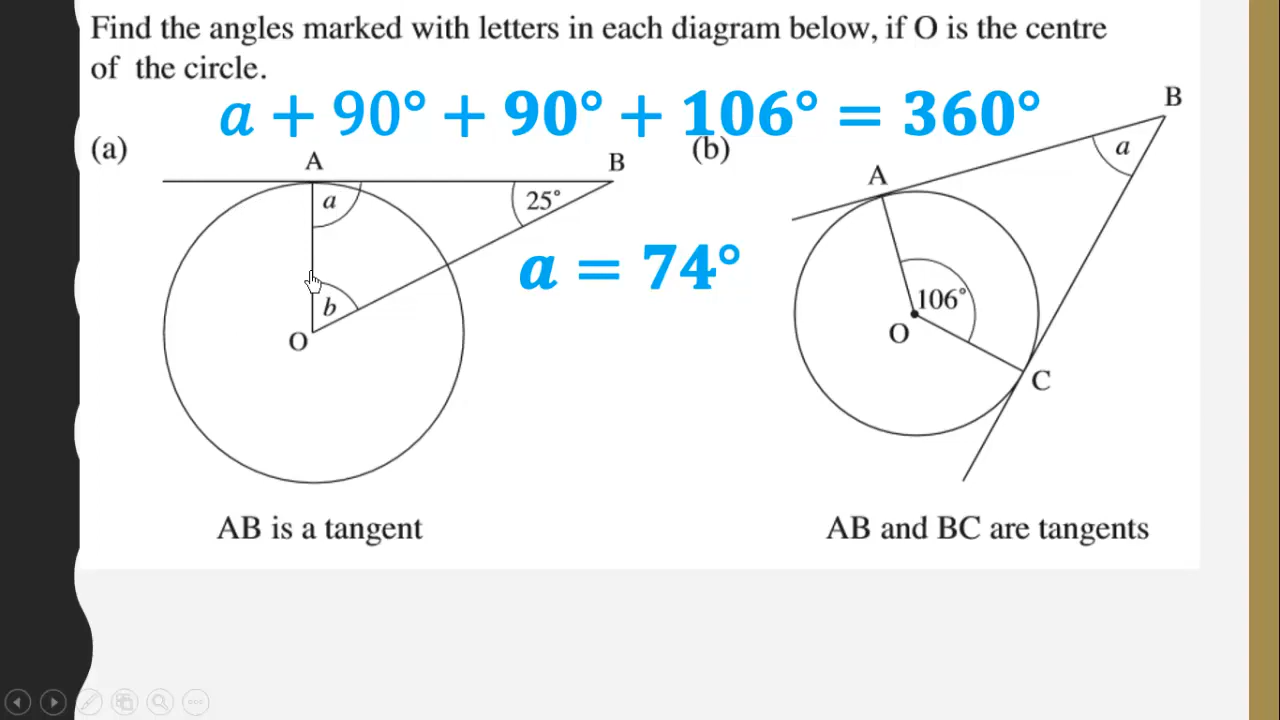 Find the angles marked with letters in each diagram below, if O is the centre
of the circle.
a + 90° + 90° + 106° = 360°
(a)
A
B
a
25°
b
O
a = 74°
(b)
B
a
A
106°
O
C
AB is a tangent
AB and BC are tangents